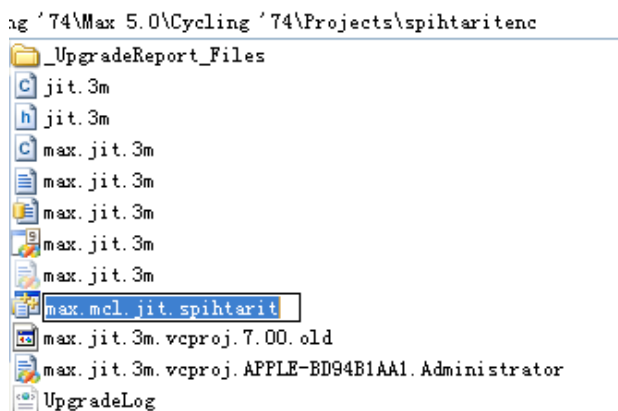 ng ´74\Max 5.0\Cycling ´74\Projects\spihtaritenc
_UpgradeReport_Files
jit.3m
jit.3m
max.jit.3m
max.jit.3m
max.jit.3m
max.jit.3m
max.jit.3m
max.mcl.jit.spihtarit
max.jit.3m.vcproj.7.00.old
max.jit.3m.vcproj.APPLE-BD94B1AA1.Administrator
UpgradeLog